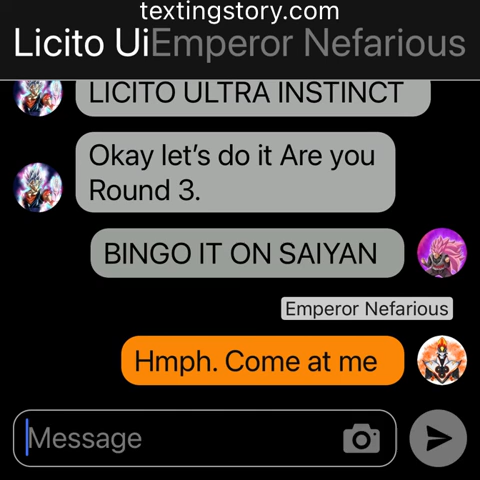 textingstory.com
Licito UiEmperor Nefarious
LICITO ULTRA INSTINCT
Okay let’s do it Are you
Round 3.
BINGO IT ON SAIYAN
Emperor Nefarious
Hmph. Come at me
Message